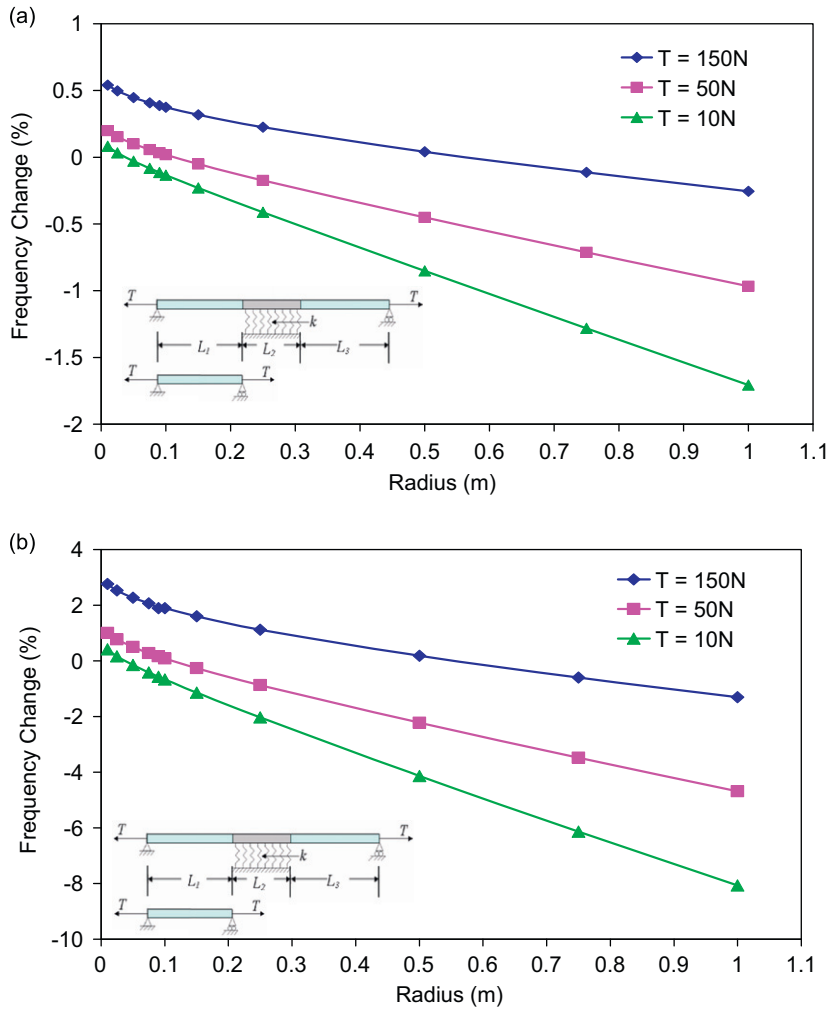 (a)
1
0.5
0
-0.5
-1
-1.5
-2
Frequency Change (%)
T = 150N
T = 50N
T = 10N
T T
k
L1 L2 L3
T T
0 0.1 0.2 0.3 0.4 0.5 0.6 0.7 0.8 0.9 1 1.1
Radius (m)
(b)
4
2
0
-2
-4
-6
-8
-10
Frequency Change (%)
T = 150N
T = 50N
T = 10N
T T
k
L1 L2 L3
T T
0 0.1 0.2 0.3 0.4 0.5 0.6 0.7 0.8 0.9 1 1.1
Radius (m)